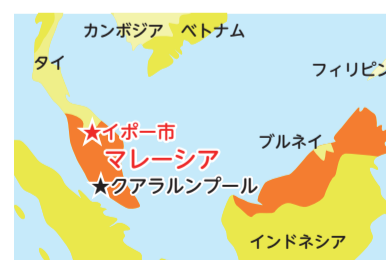 カンボジア
ベトナム
タイ
フィリピン
★イポー市
ブルネイ
マレーシア
★クアラルンプール
インドネシア